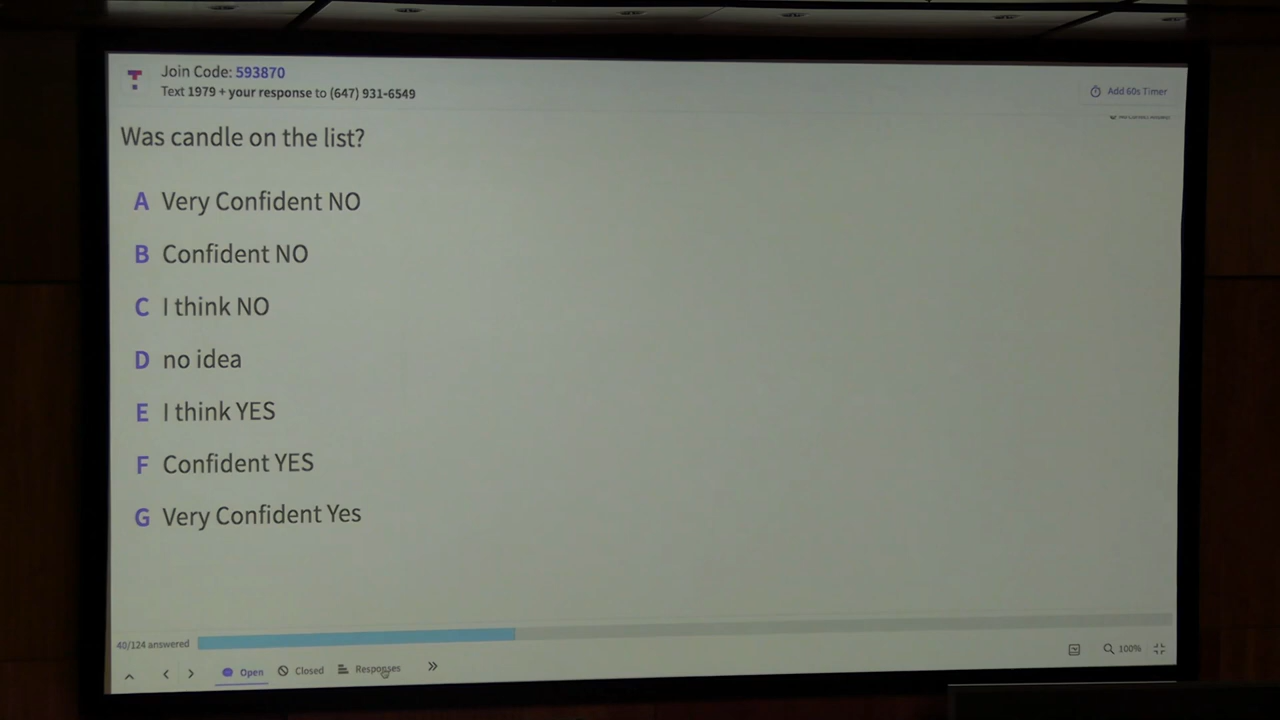 Join Code: 593870
Text 1979 + your response to (647) 931-6549
Add 60s Timer
Was candle on the list?
A Very Confident NO
B Confident NO
C I think NO
D no idea
E I think YES
F Confident YES
G Very Confident Yes
40/124 answered
Open Closed Responses
100%